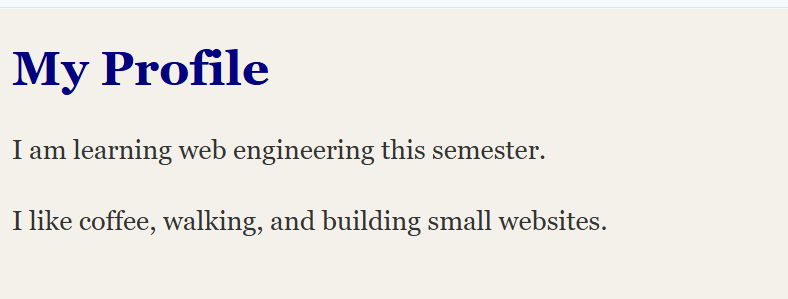 My Profile
I am learning web engineering this semester.
I like coffee, walking, and building small websites.